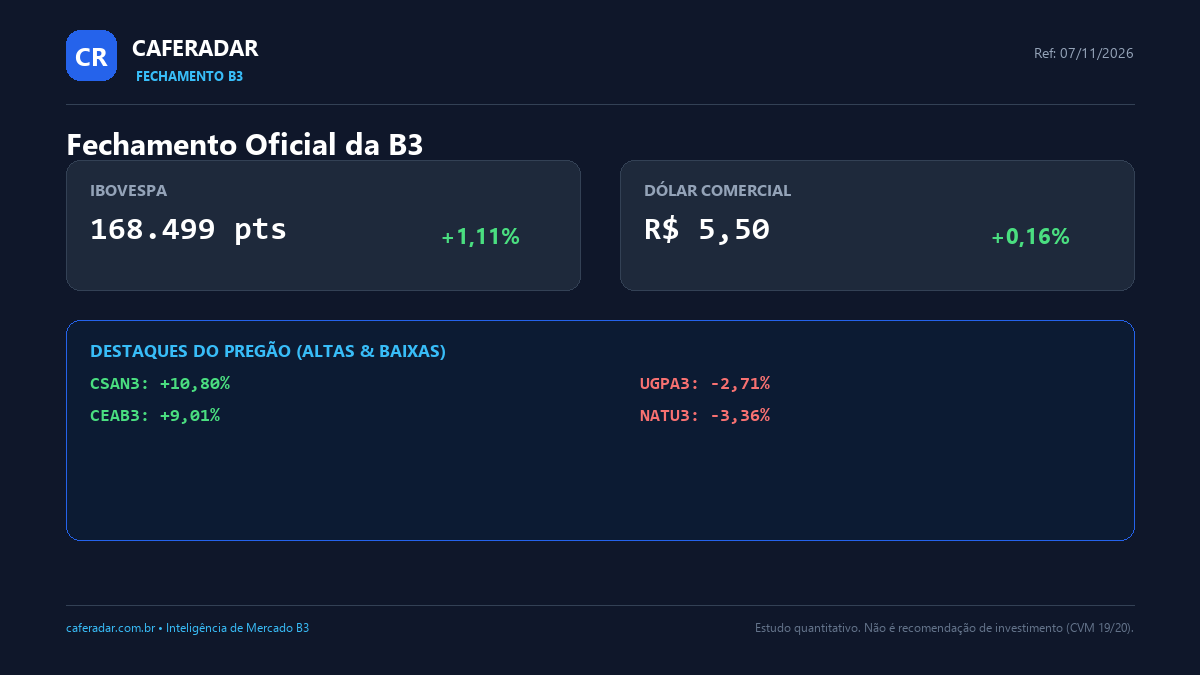 CR
CAFERADAR
FECHAMENTO B3
Ref: 07/11/2026
Fechamento Oficial da B3
IBOVESPA
168.499 pts
+1,11%
DÓLAR COMERCIAL
R$ 5,50
+0,16%
DESTAQUES DO PREGÃO (ALTAS & BAIXAS)
CSAN3: +10,80%
UGPA3: -2,71%
CEAB3: +9,01%
NATU3: -3,36%
caferadar.com.br • Inteligência de Mercado B3
Estudo quantitativo. Não é recomendação de investimento (CVM 19/20).